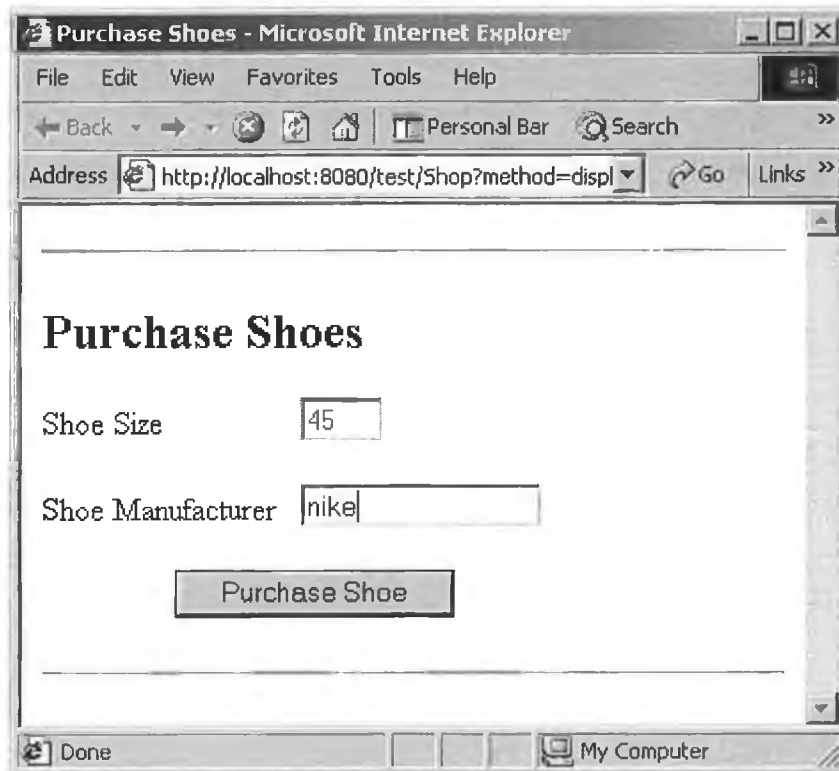 Purchase Shoes - Microsoft Internet Explorer
File Edit View Favorites Tools Help
Back Personal Bar Search »
Address http://localhost:8080/test/Shop?method=displ Go Links »
Purchase Shoes
Shoe Size 45
Shoe Manufacturer nike
Purchase Shoe
Done My Computer